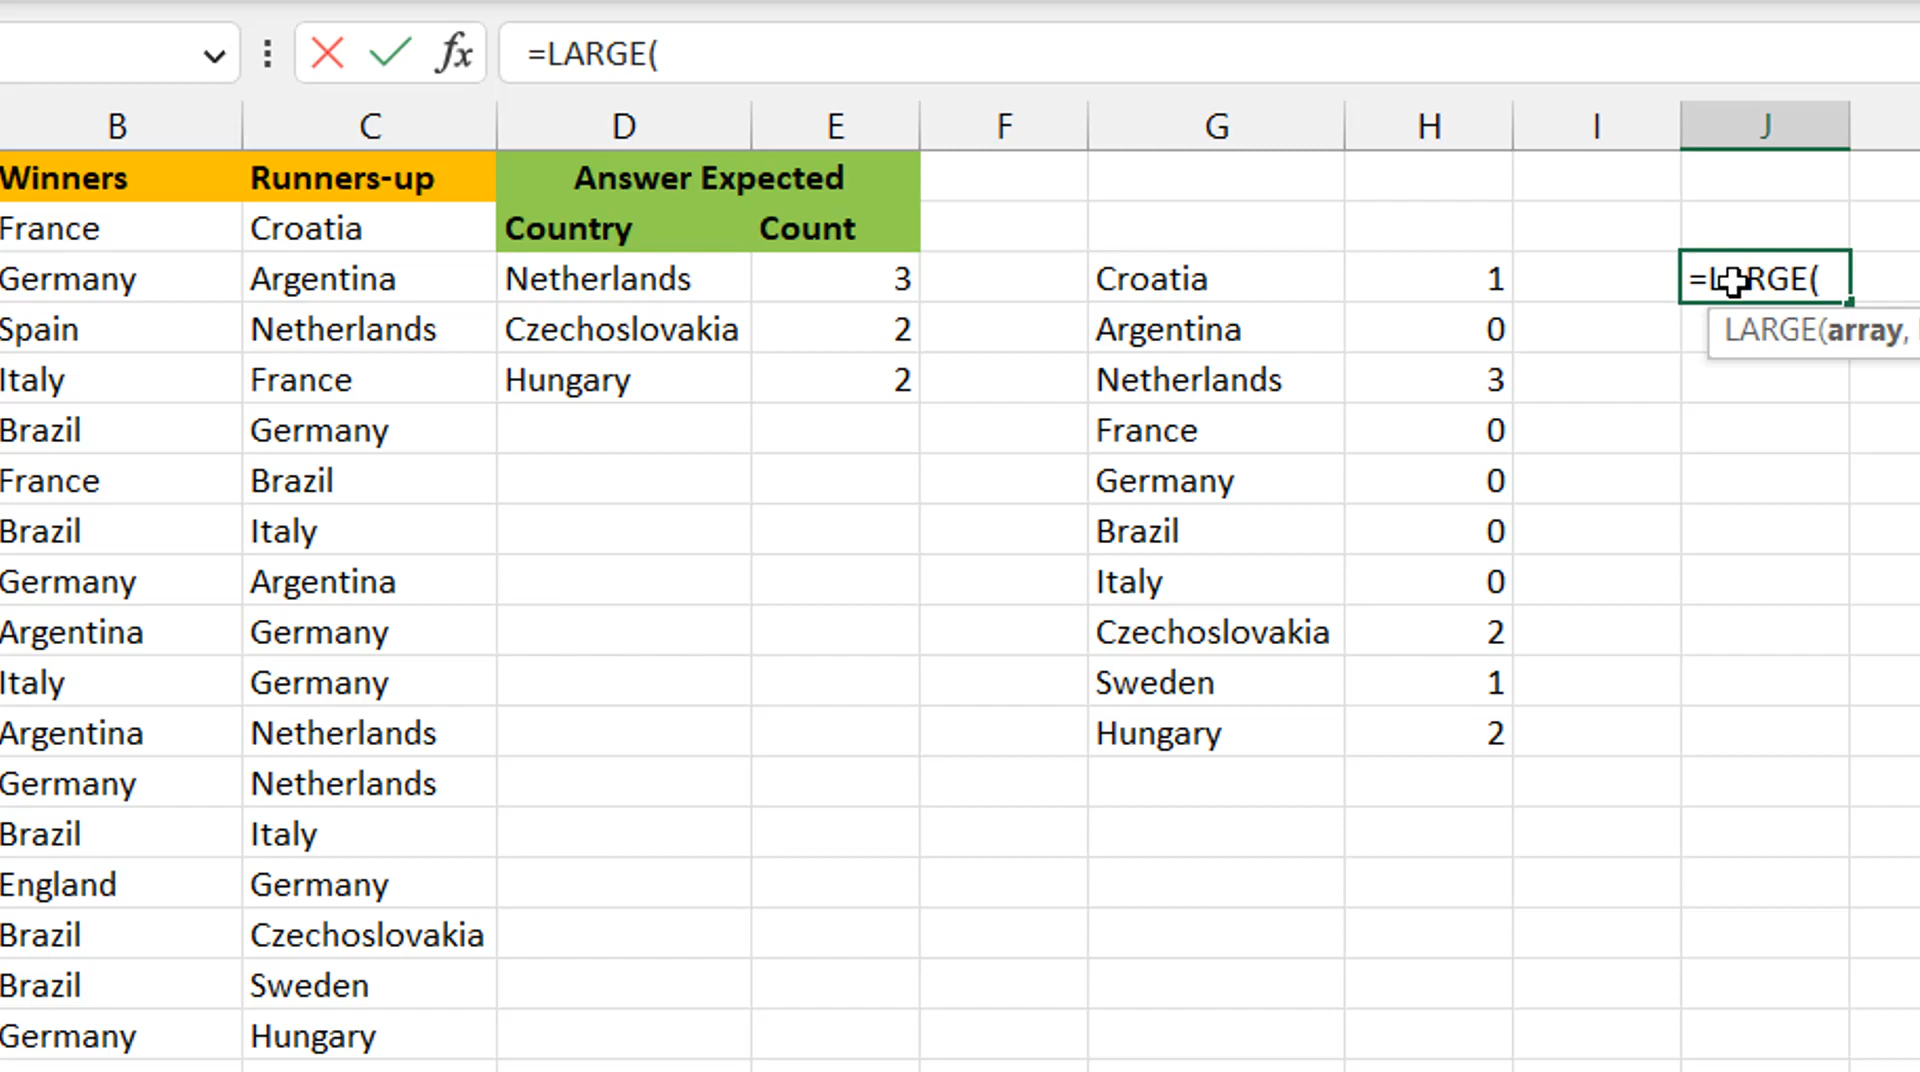 fx =LARGE(
B C D E F G H I J
Winners Runners-up Answer Expected
France Croatia Country Count
Germany Argentina Netherlands 3 Croatia 1 =LARGE(
Spain Netherlands Czechoslovakia 2 Argentina 0 LARGE(array,
Italy France Hungary 2 Netherlands 3
Brazil Germany France 0
France Brazil Germany 0
Brazil Italy Brazil 0
Germany Argentina Italy 0
Argentina Germany Czechoslovakia 2
Italy Germany Sweden 1
Argentina Netherlands Hungary 2
Germany Netherlands
Brazil Italy
England Germany
Brazil Czechoslovakia
Brazil Sweden
Germany Hungary